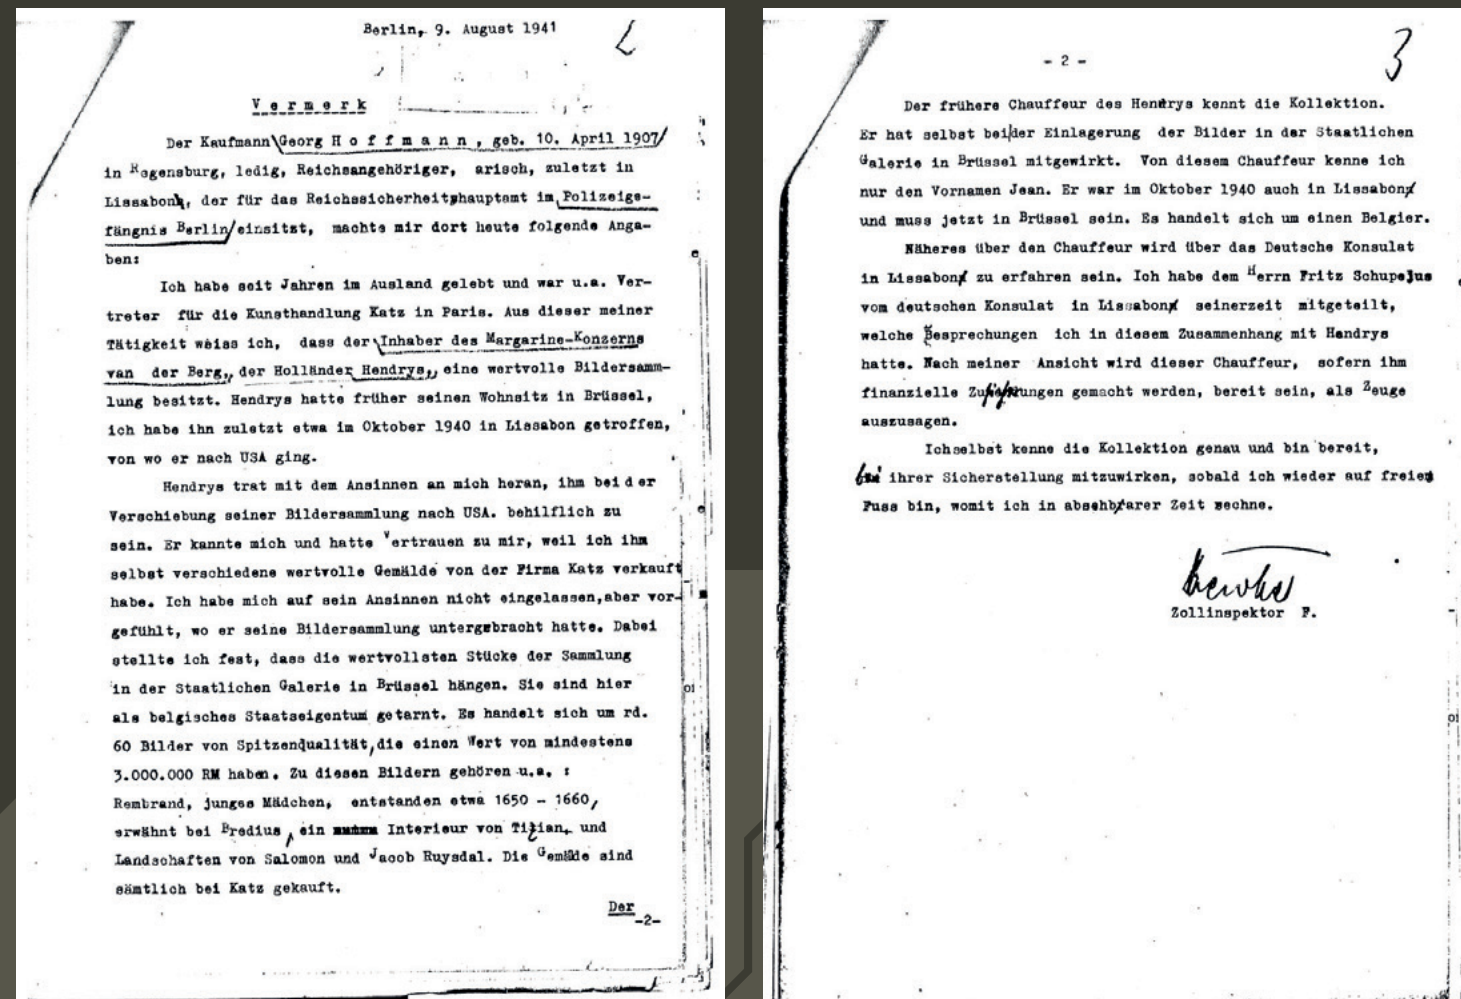 Berlin, 9. August 1941
2
Vermerk
Der Kaufmann Georg Hoffmann, geb. 10. April 1907
in Regensburg, ledig, Reichsangehöriger, arisch, zuletzt in
Lissabon, der für das Reichssicherheitshauptamt im Polizeige-
fängnis Berlin einsitzt, machte mir dort heute folgende Anga-
ben:
Ich habe seit Jahren im Ausland gelebt und war u.a. Ver-
treter für die Kunsthandlung Katz in Paris. Aus dieser meiner
Tätigkeit weiss ich, dass der Inhaber des Margarine-Konzerns
van der Berg, der Holländer Hendrys, eine wertvolle Bildersamm-
lung besitzt. Hendrys hatte früher seinen Wohnsitz in Brüssel,
ich habe ihn zuletzt etwa im Oktober 1940 in Lissabon getroffen,
von wo er nach USA ging.
Hendrys trat mit dem Ansinnen an mich heran, ihm bei der
Verschiebung seiner Bildersammlung nach USA. behilflich zu
sein. Er kannte mich und hatte Vertrauen zu mir, weil ich ihm
selbst verschiedene wertvolle Gemälde von der Firma Katz verkauft
habe. Ich habe mich auf sein Ansinnen nicht eingelassen, aber vor-
gefühlt, wo er seine Bildersammlung untergebracht hatte. Dabei
stellte ich fest, dass die wertvollsten Stücke der Sammlung
in der Staatlichen Galerie in Brüssel hängen. Sie sind hier
als belgisches Staatseigentum getarnt. Es handelt sich um rd.
60 Bilder von Spitzenqualität, die einen Wert von mindestens
3.000.000 RM haben. Zu diesen Bildern gehören u.a. :
Rembrand, junges Mädchen, entstanden etwa 1650 - 1660,
erwähnt bei Bredius, ein Interieur von Tizian, und
Landschaften von Salomon und Jacob Ruysdal. Die Gemälde sind
sämtlich bei Katz gekauft.
Der
-2-
- 2 -
3
Der frühere Chauffeur des Hendrys kennt die Kollektion.
Er hat selbst bei der Einlagerung der Bilder in der Staatlichen
Galerie in Brüssel mitgewirkt. Von diesem Chauffeur kenne ich
nur den Vornamen Jean. Er war im Oktober 1940 auch in Lissabon
und muss jetzt in Brüssel sein. Es handelt sich um einen Belgier.
Näheres über den Chauffeur wird über das Deutsche Konsulat
in Lissabon zu erfahren sein. Ich habe dem Herrn Fritz Schupejus
vom deutschen Konsulat in Lissabon seinerzeit mitgeteilt,
welche Besprechungen ich in diesem Zusammenhang mit Handrys
hatte. Nach meiner Ansicht wird dieser Chauffeur, sofern ihm
finanzielle gemacht werden, bereit sein, als Zeuge
auszusagen.
Ichselbst kenne die Kollektion genau und bin bereit,
bei ihrer Sicherstellung mitzuwirken, sobald ich wieder auf freiem
Fuss bin, womit ich in absehbarer Zeit rechne.
Zollinspektor F.